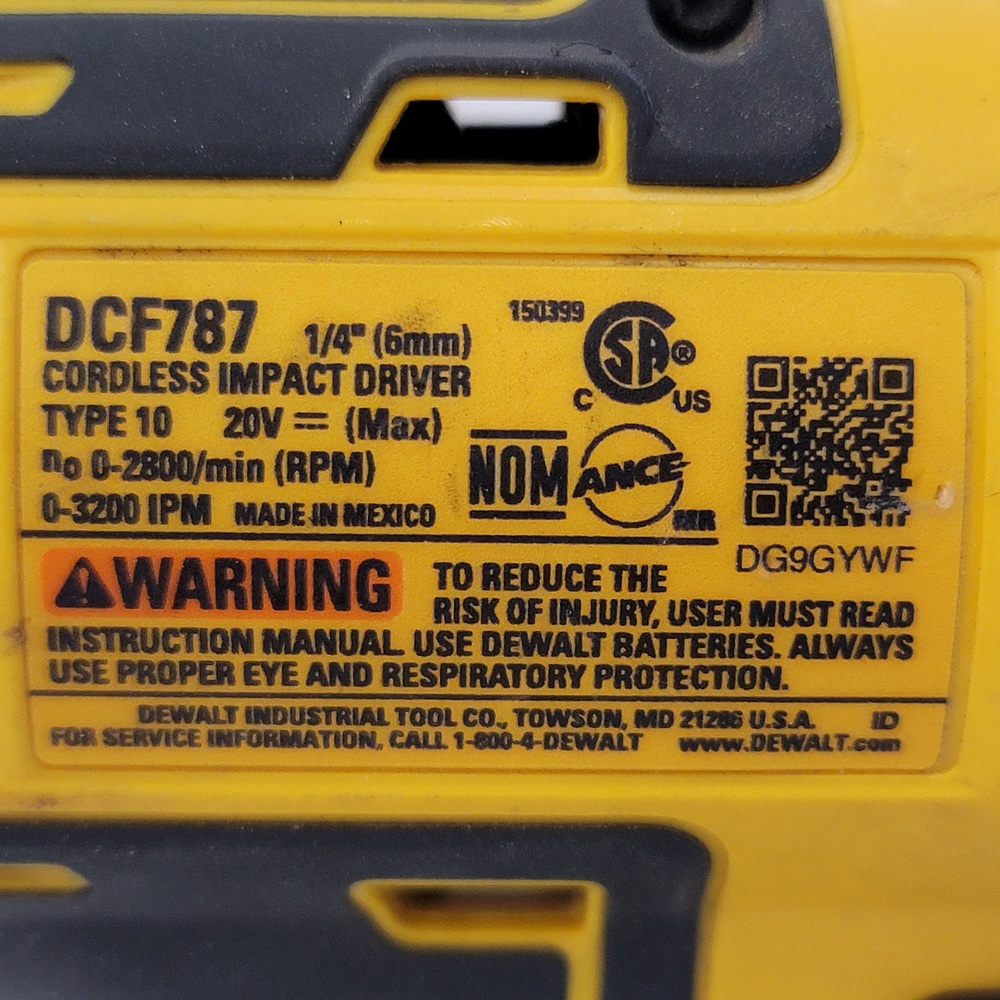 DCF787 1/4" (6mm)
CORDLESS IMPACT DRIVER
TYPE 10 20V ⎓ (Max)
n₀ 0-2800/min (RPM)
0-3200 IPM MADE IN MEXICO
150399
CSA®
C US
NOM ANCE
MR
DG9GYWF
⚠WARNING TO REDUCE THE
RISK OF INJURY, USER MUST READ
INSTRUCTION MANUAL. USE DEWALT BATTERIES. ALWAYS
USE PROPER EYE AND RESPIRATORY PROTECTION.
DEWALT INDUSTRIAL TOOL CO., TOWSON, MD 21286 U.S.A. ID
FOR SERVICE INFORMATION, CALL 1-800-4-DEWALT www.DEWALT.com